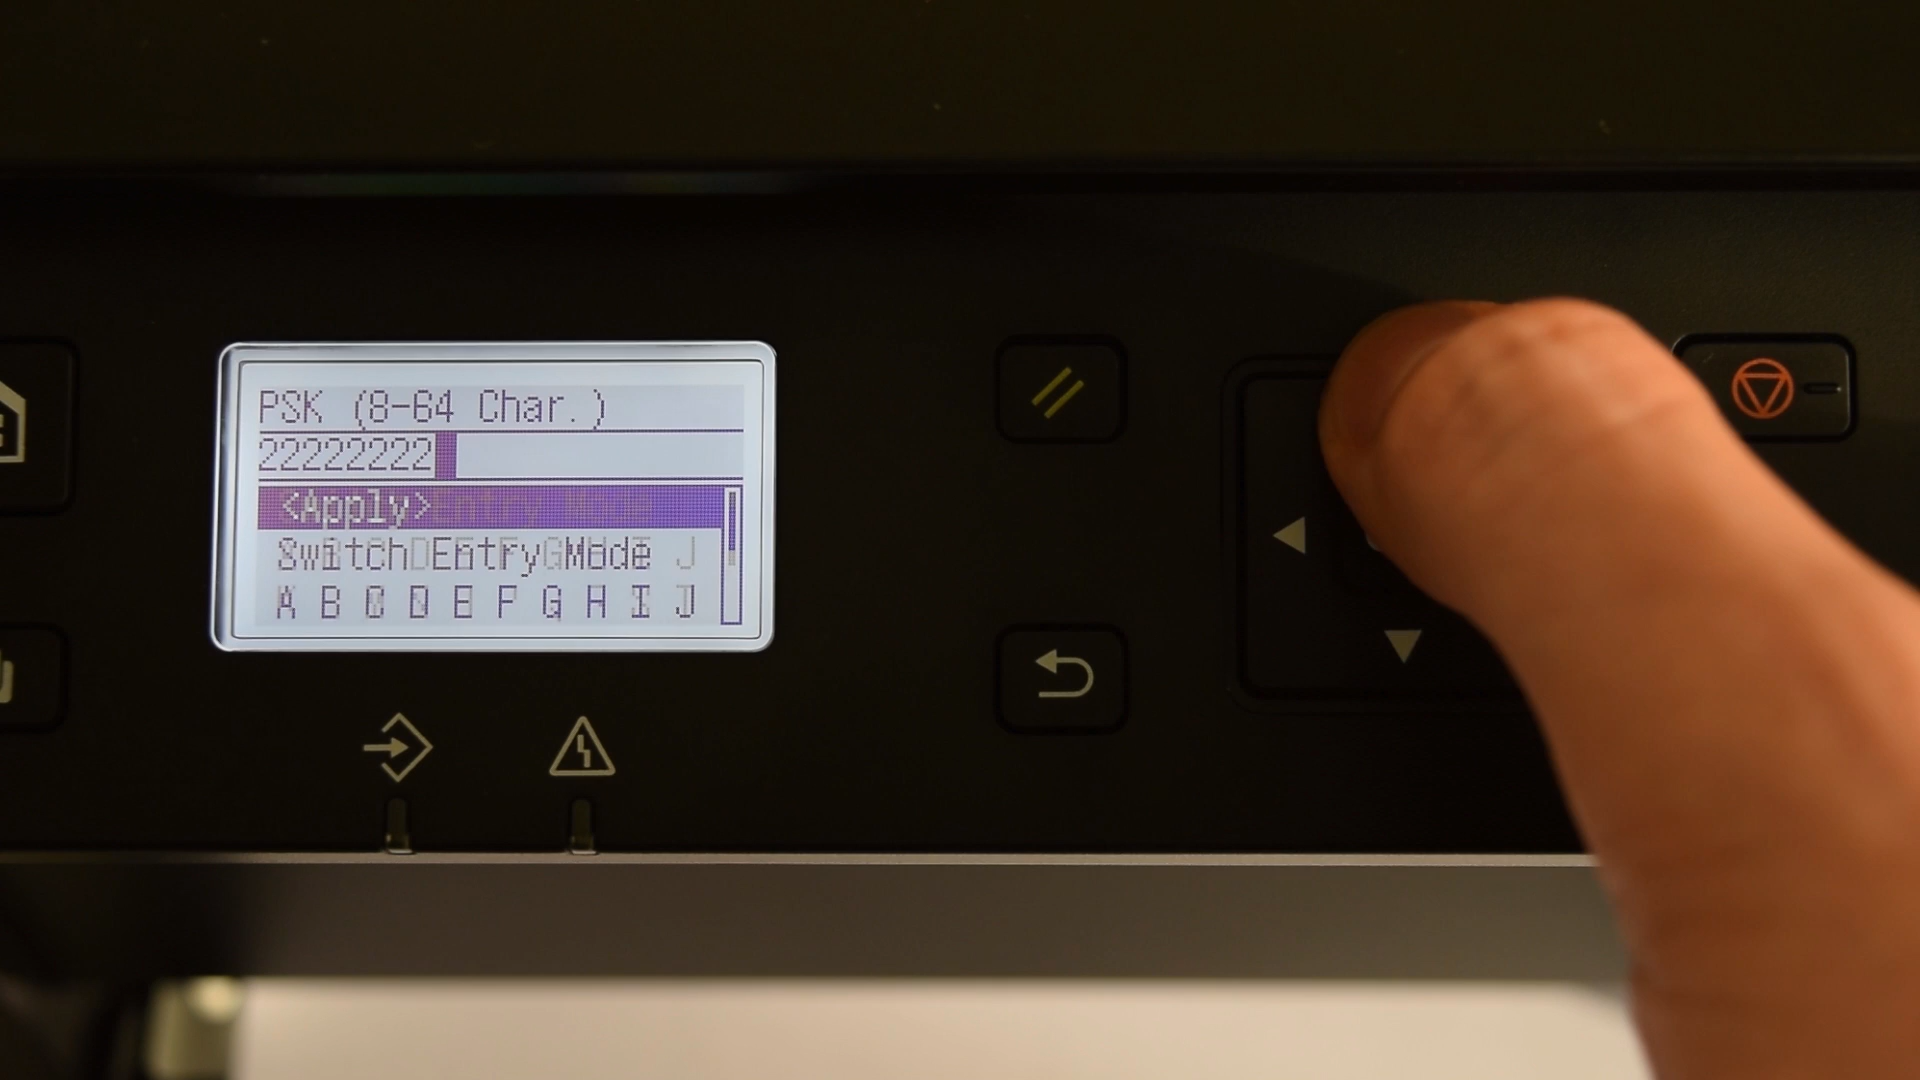 PSK (8-64 Char.)
22222222
<Apply>
Switch Entry Mode
A B C D E F G H I J